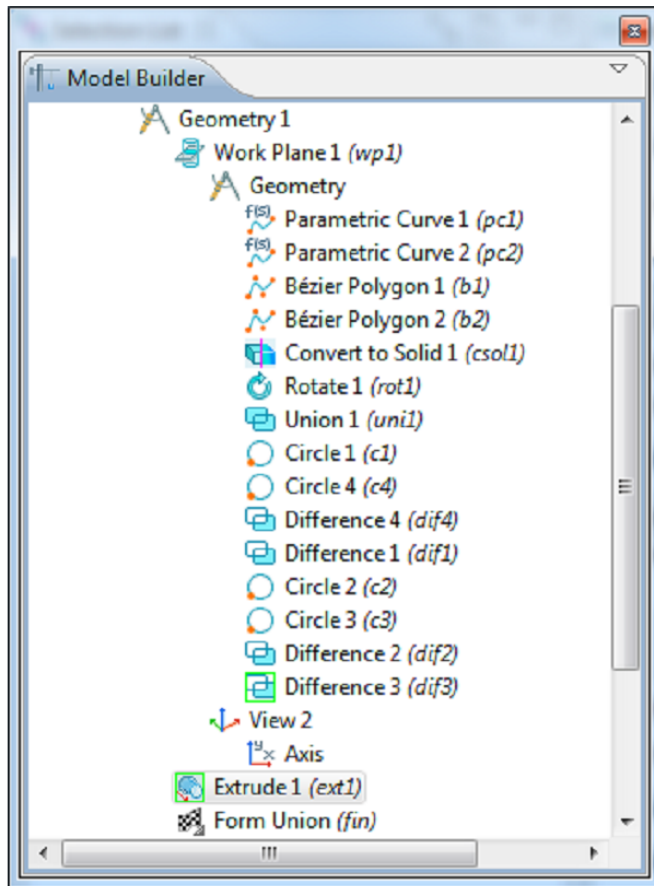 Model Builder
Geometry 1
Work Plane 1 (wp1)
Geometry
f(s) Parametric Curve 1 (pc1)
f(s) Parametric Curve 2 (pc2)
Bézier Polygon 1 (b1)
Bézier Polygon 2 (b2)
Convert to Solid 1 (csol1)
Rotate 1 (rot1)
Union 1 (uni1)
Circle 1 (c1)
Circle 4 (c4)
Difference 4 (dif4)
Difference 1 (dif1)
Circle 2 (c2)
Circle 3 (c3)
Difference 2 (dif2)
Difference 3 (dif3)
View 2
y x Axis
Extrude 1 (ext1)
Form Union (fin)